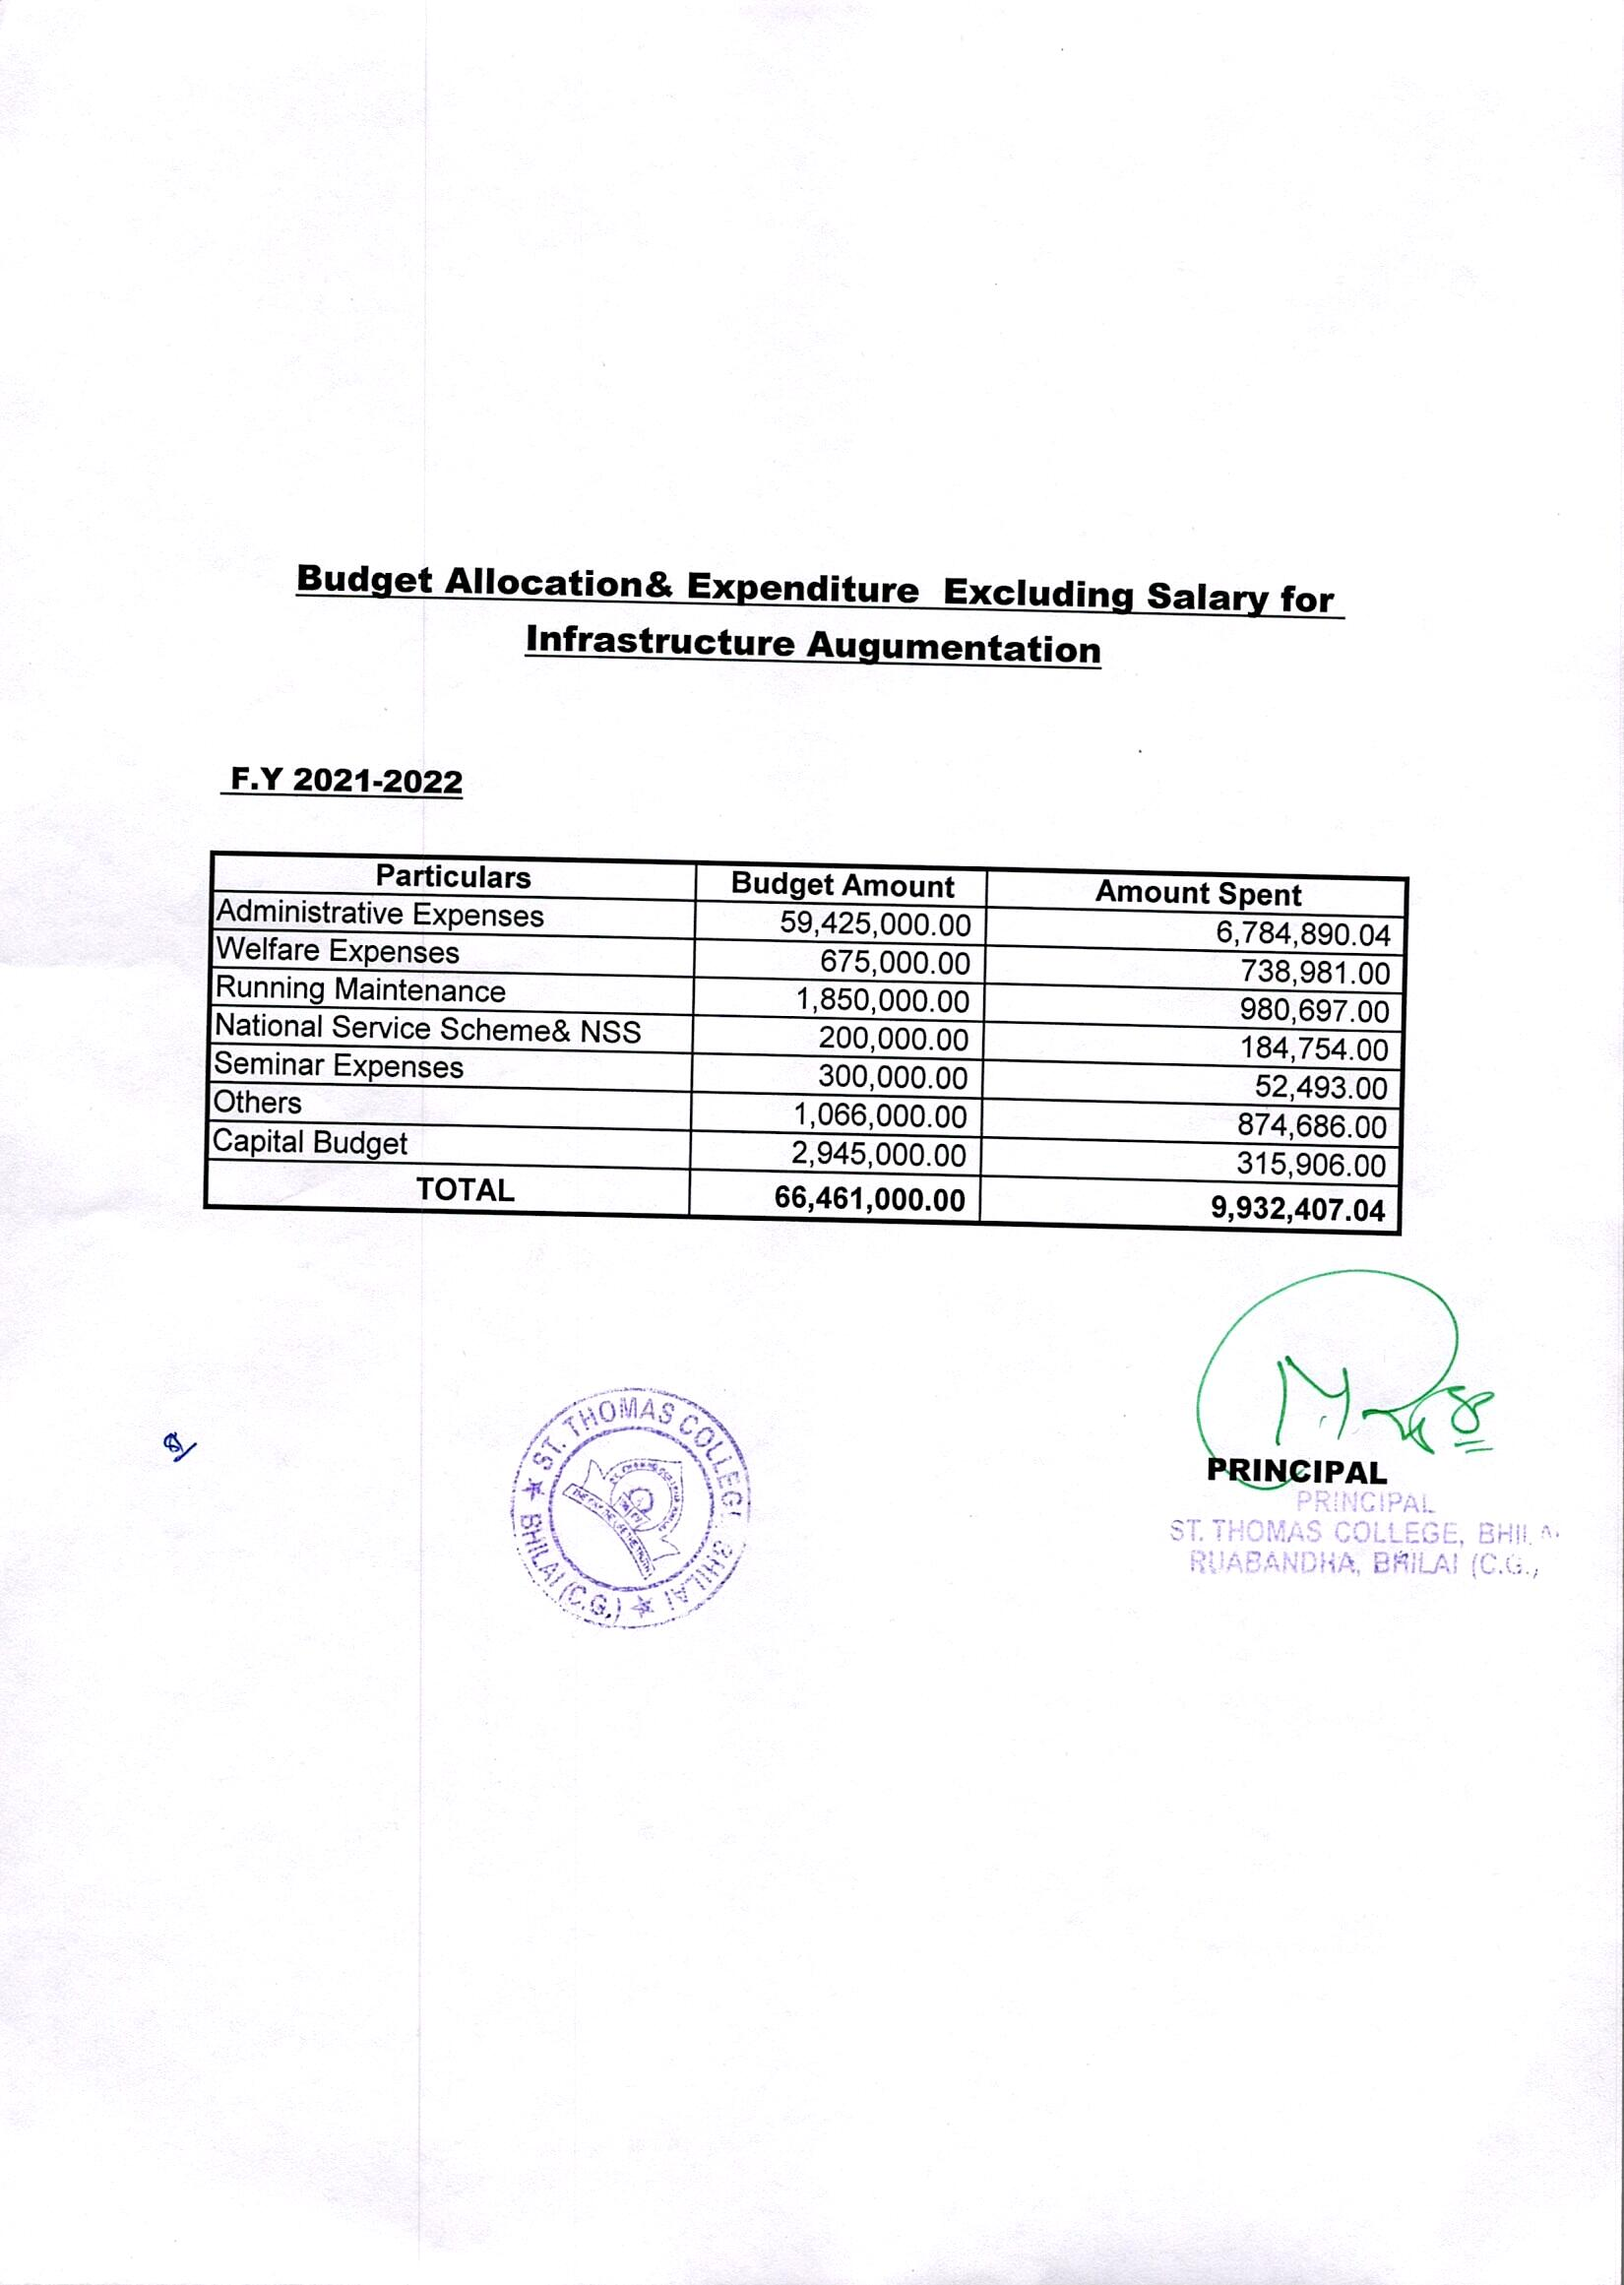 Budget Allocation& Expenditure  Excluding Salary for
Infrastructure Augumentation
F.Y 2021-2022
Particulars Budget Amount Amount Spent
Administrative Expenses 59,425,000.00 6,784,890.04
Welfare Expenses 675,000.00 738,981.00
Running Maintenance 1,850,000.00 980,697.00
National Service Scheme& NSS 200,000.00 184,754.00
Seminar Expenses 300,000.00 52,493.00
Others 1,066,000.00 874,686.00
Capital Budget 2,945,000.00 315,906.00
TOTAL 66,461,000.00 9,932,407.04
ST. THOMAS COLLEGE BHILAI
BHILAI (C.G.)
PRINCIPAL
PRINCIPAL
ST. THOMAS COLLEGE, BHILA
RUABANDHA, BHILAI (C.G.,